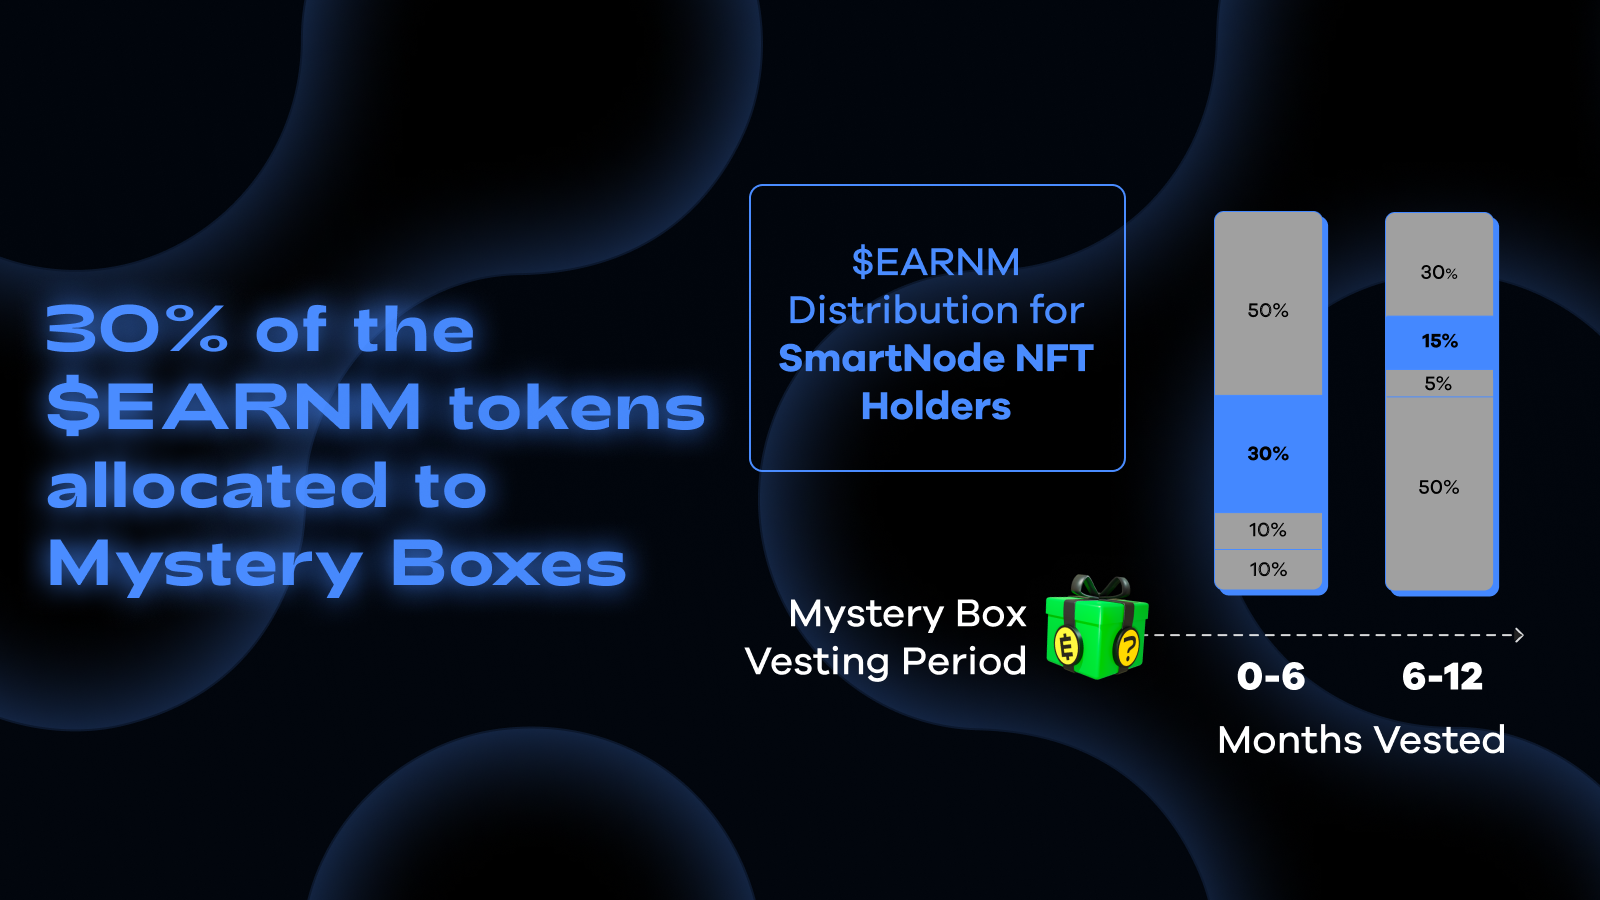 30% of the
$EARNM tokens
allocated to
Mystery Boxes
$EARNM
Distribution for
SmartNode NFT
Holders
50%
30%
10%
10%
30%
15%
5%
50%
Mystery Box
Vesting Period
?
0-6
6-12
Months Vested